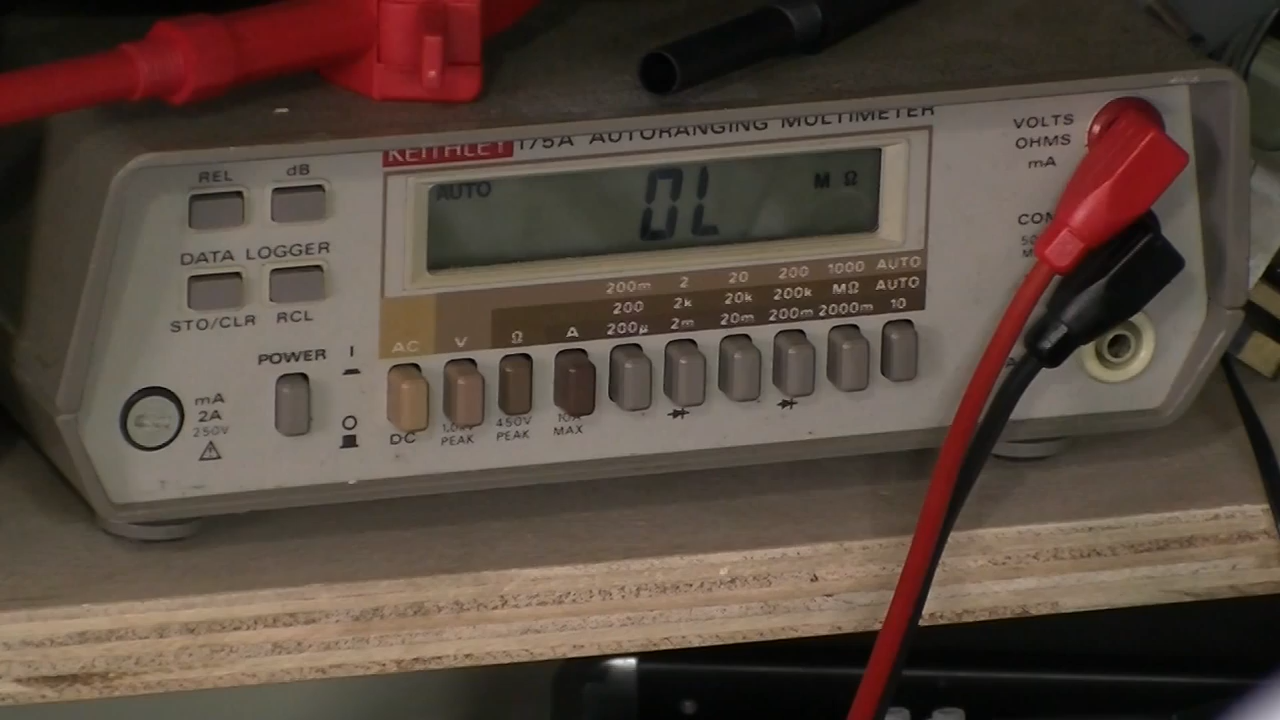 KEITHLEY 175A AUTORANGING MULTIMETER
REL dB
DATA LOGGER
STO/CLR RCL
AUTO OL M Ω
200m 2 20 200 1000 AUTO
200 2k 20k 200k MΩ AUTO
200µ 2m 20m 200m 2000m 10
AC V Ω A
POWER I
O
mA
2A
250V
DC
PEAK
450V
PEAK
10A
MAX
VOLTS
OHMS
mA